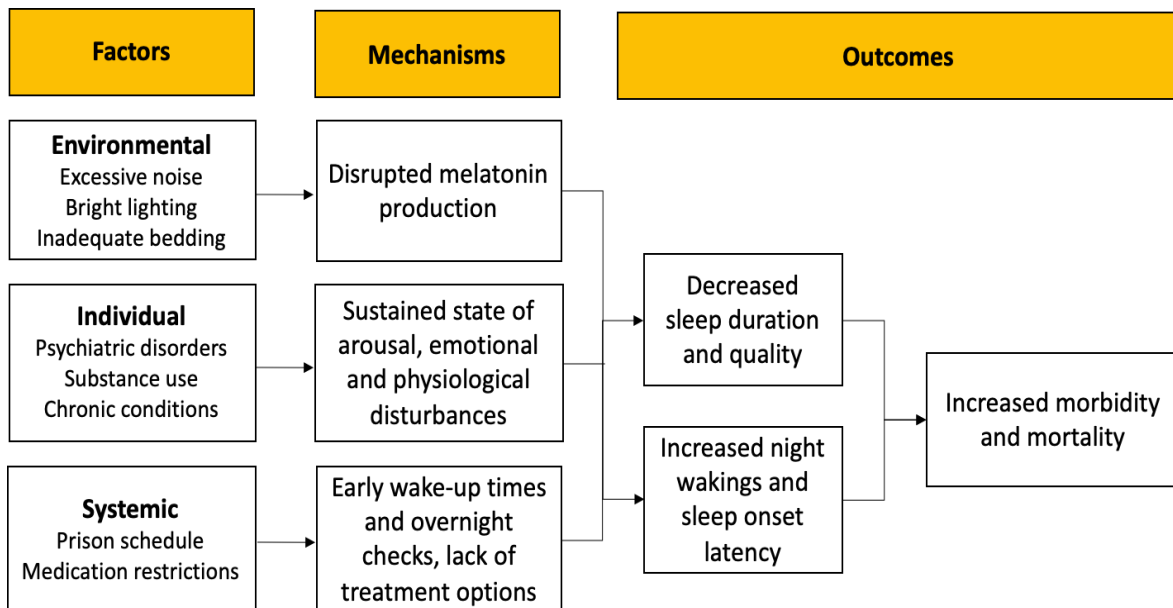 Factors
Mechanisms
Outcomes
Environmental
Excessive noise
Bright lighting
Inadequate bedding
Disrupted melatonin
production
Individual
Psychiatric disorders
Substance use
Chronic conditions
Sustained state of
arousal, emotional
and physiological
disturbances
Systemic
Prison schedule
Medication restrictions
Early wake-up times
and overnight
checks, lack of
treatment options
Decreased
sleep duration
and quality
Increased night
wakings and
sleep onset
latency
Increased morbidity
and mortality